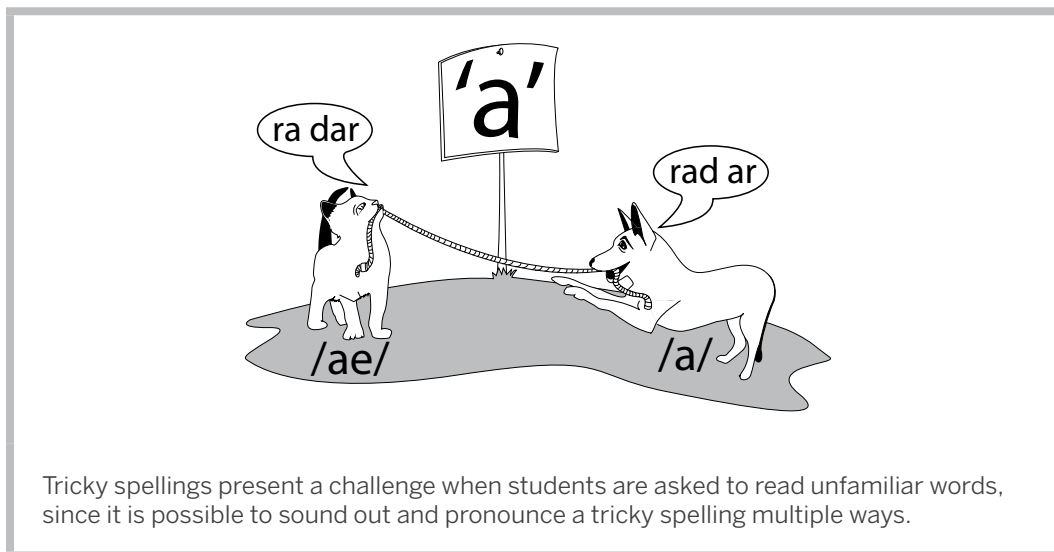 'a'
ra dar
rad ar
/ae/
/a/
Tricky spellings present a challenge when students are asked to read unfamiliar words,
since it is possible to sound out and pronounce a tricky spelling multiple ways.